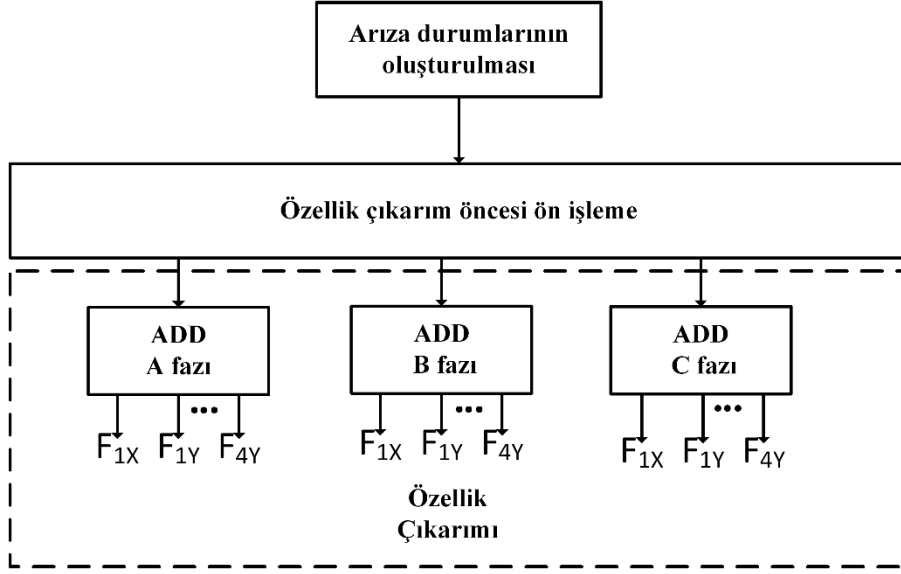 Arıza durumlarının
oluşturulması
Özellik çıkarım öncesi ön işleme
ADD
A fazı
ADD
B fazı
ADD
C fazı
F1X F1Y ... F4Y
F1X F1Y ... F4Y
F1X F1Y ... F4Y
Özellik
Çıkarımı